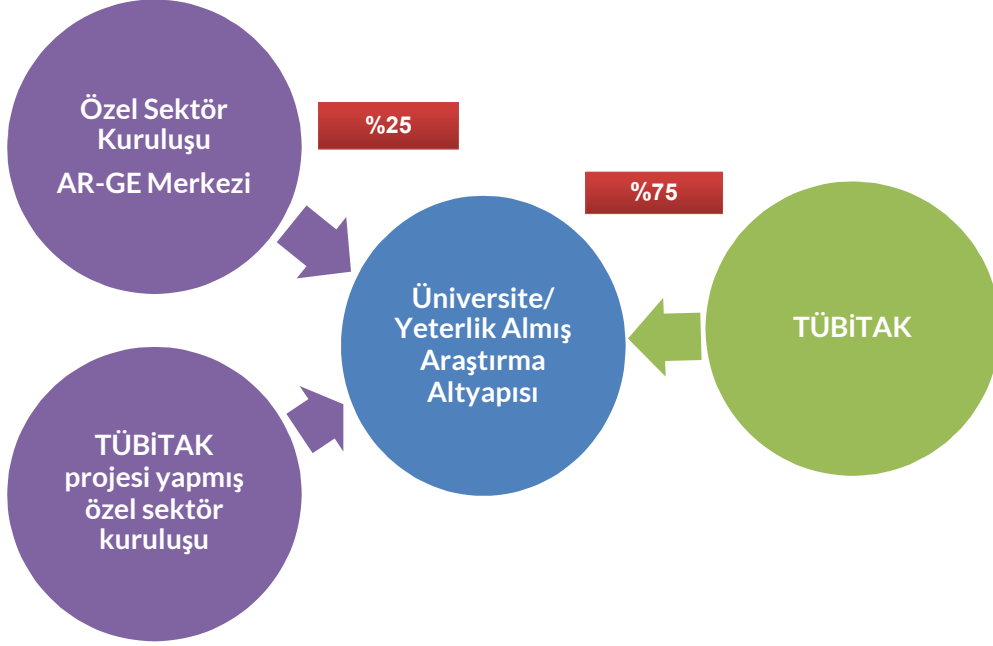 Özel Sektör
Kuruluşu
AR-GE Merkezi
%25
%75
Üniversite/
Yeterlik Almış
Araştırma
Altyapısı
TÜBİTAK
TÜBİTAK
projesi yapmış
özel sektör
kuruluşu